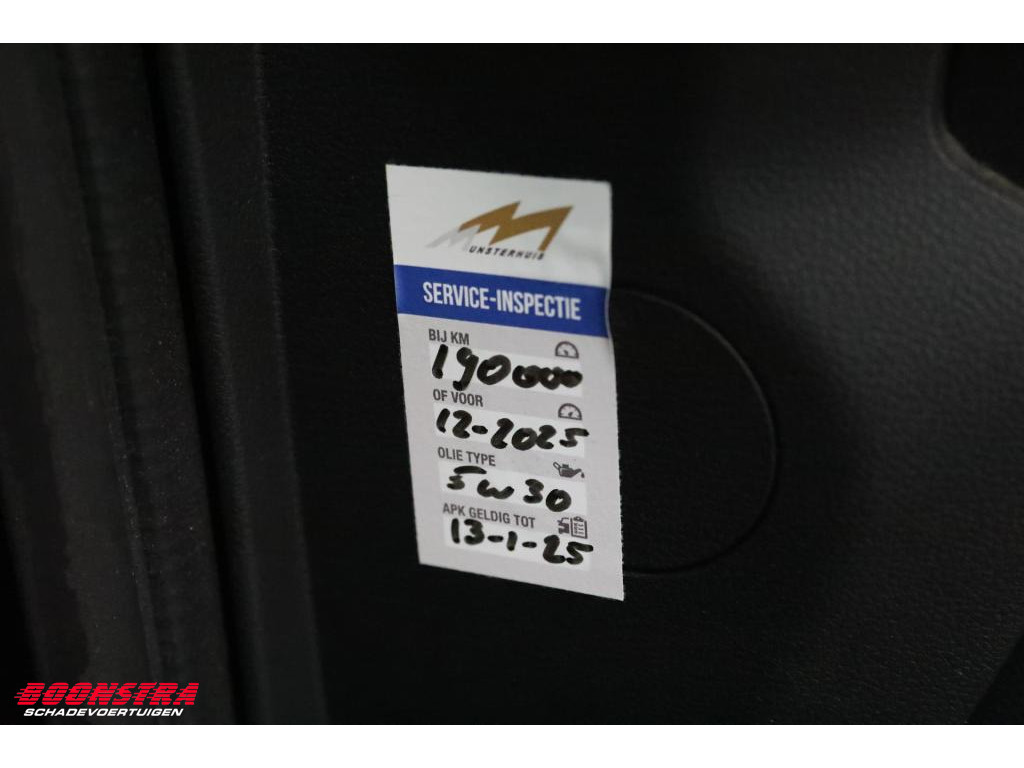 MUNSTERHUIS
SERVICE-INSPECTIE
BIJ KM
190000
OF VOOR
12-2025
OLIE TYPE
5w30
APK GELDIG TOT
13-1-25
BOONSTRA
SCHADEVOERTUIGEN